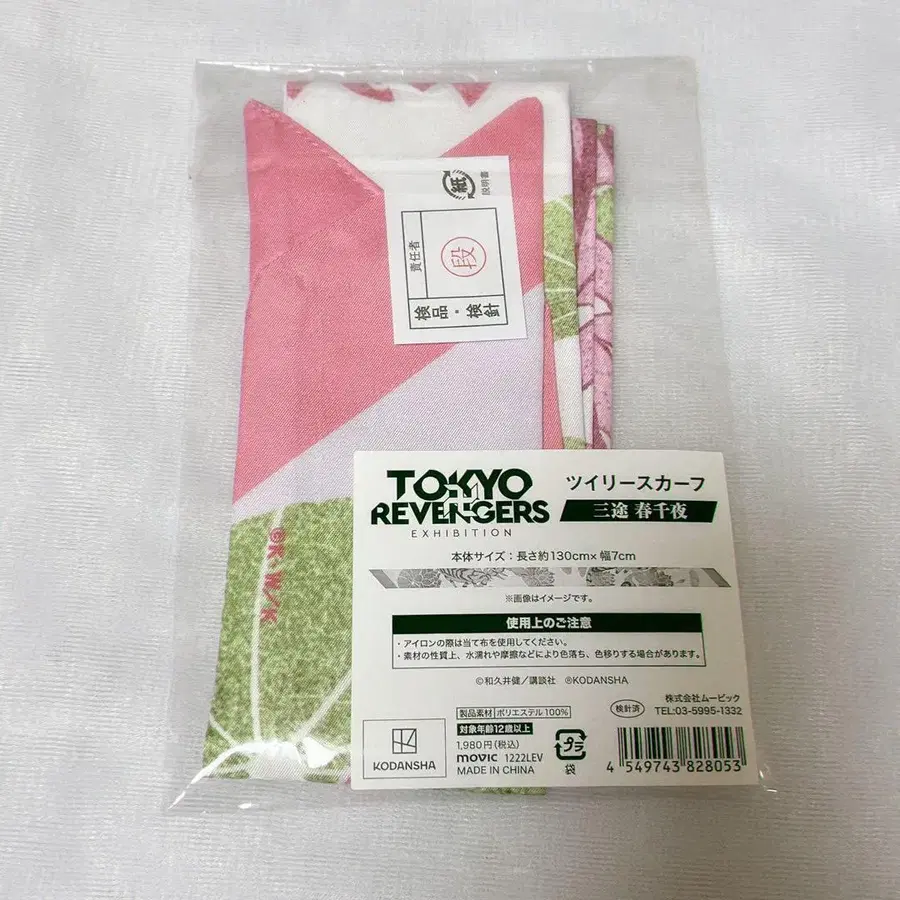 紙
説明書
責任者
段
検品・検針
©K・W/K
TOKYO
REVENGERS
EXHIBITION
ツイリースカーフ
三途 春千夜
本体サイズ：長さ約130cm×幅7cm
※画像はイメージです。
使用上のご注意
・アイロンの際は当て布を使用してください。
・素材の性質上、水濡れや摩擦などにより色落ち、色移りする場合があります。
©和久井健／講談社 ®KODANSHA
KODANSHA
製品素材 ポリエステル100%
対象年齢12歳以上
1,980円（税込）
movic 1222LEV
MADE IN CHINA
プラ
袋
検針済
株式会社ムービック
TEL:03-5995-1332
4 549743 828053